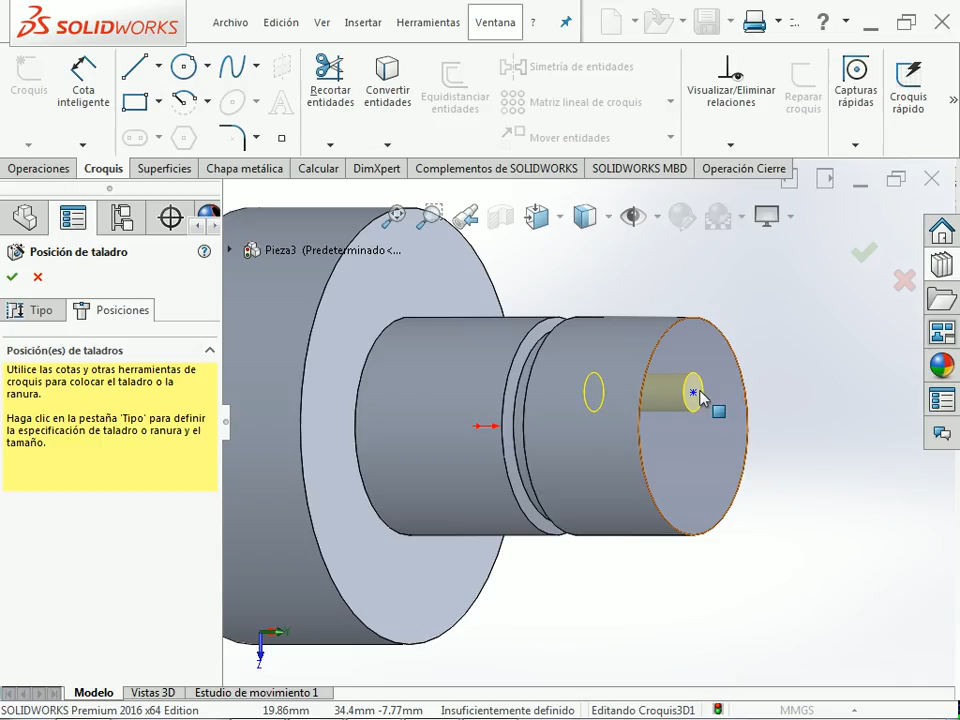 SOLIDWORKS
Archivo Edición Ver Insertar Herramientas Ventana ?
Croquis
Cota inteligente
Recortar entidades
Convertir entidades
Equidistanciar entidades
Simetría de entidades
Matriz lineal de croquis
Mover entidades
Visualizar/Eliminar relaciones
Reparar croquis
Capturas rápidas
Croquis rápido
Operaciones Croquis Superficies Chapa metálica Calcular DimXpert Complementos de SOLIDWORKS SOLIDWORKS MBD Operación Cierre
Pieza3 (Predeterminado<...
Posición de taladro
Tipo Posiciones
Posición(es) de taladros
Utilice las cotas y otras herramientas de
croquis para colocar el taladro o la
ranura.
Haga clic en la pestaña 'Tipo' para definir
la especificación de taladro o ranura y el
tamaño.
Y
Z
Modelo Vistas 3D Estudio de movimiento 1
SOLIDWORKS Premium 2016 x64 Edition 19.86mm 34.4mm -7.77mm Insuficientemente definido Editando Croquis3D1 MMGS